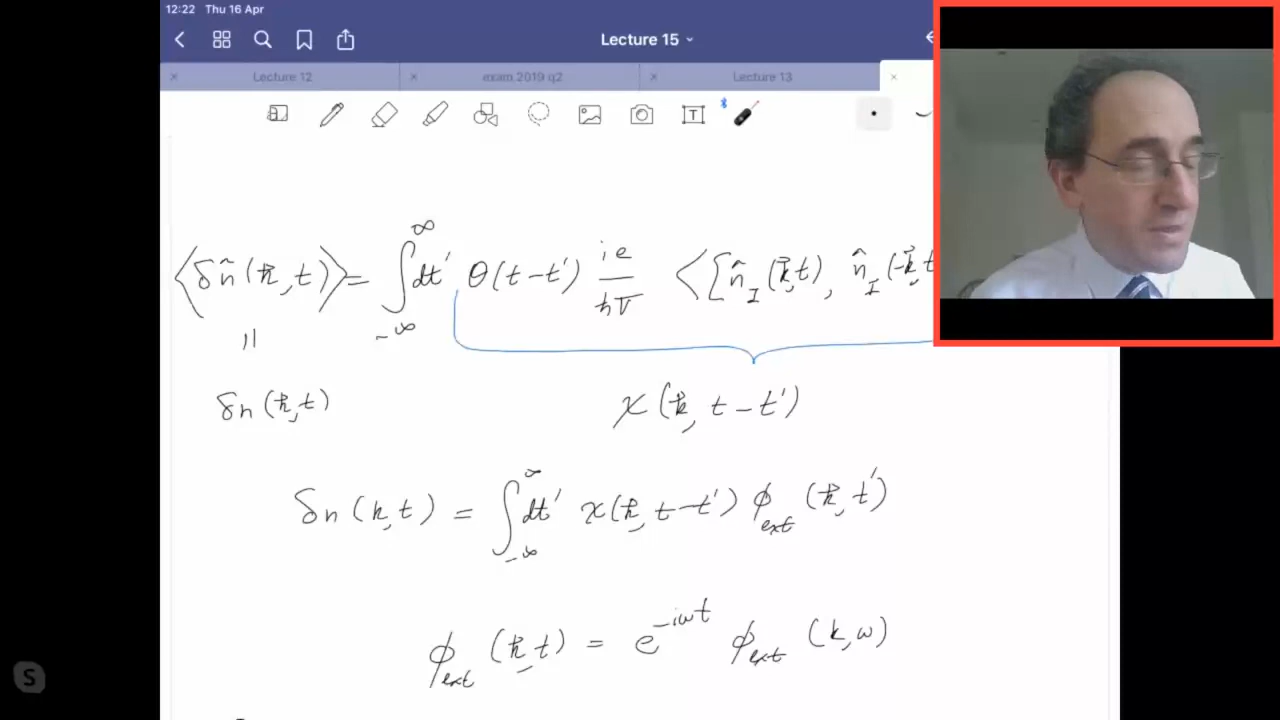 12:22 Thu 16 Apr
Lecture 15
Lecture 12 exam 2019 q2 Lecture 13
T
⟨δn̂(k⃗,t)⟩ = ∫_{-∞}^{∞} dt' θ(t-t') ie/ħV ⟨[n̂_I(k⃗,t), n̂_I(-k⃗,t
||
δn(k,t)
χ(k, t-t')
δn(k,t) = ∫_{-∞}^{∞} dt' χ(k, t-t') ϕ_ext(k,t')
ϕ_ext(k,t) = e^{-iωt} ϕ_ext(k,ω)
S